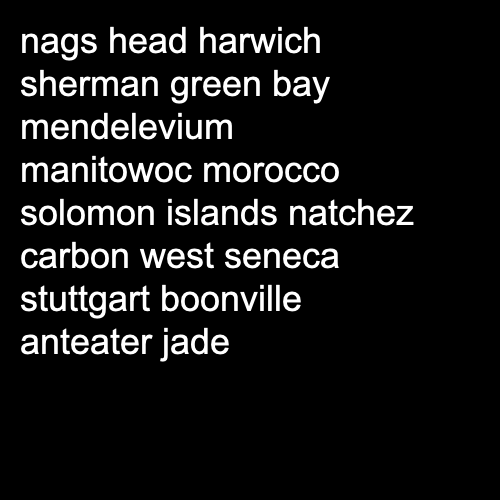 nags head harwich
sherman green bay
mendelevium
manitowoc morocco
solomon islands natchez
carbon west seneca
stuttgart boonville
anteater jade